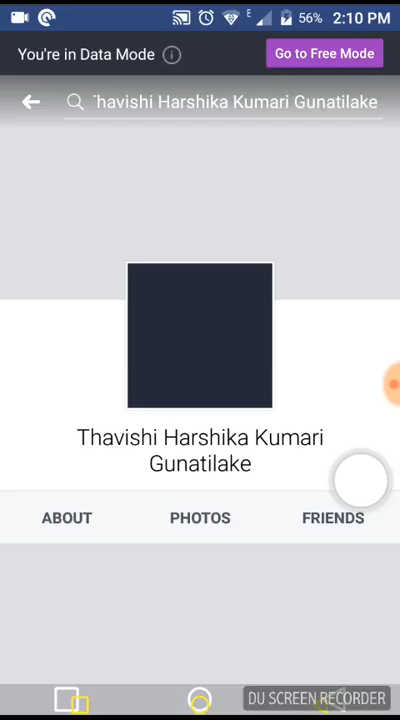 E 56% 2:10 PM
You're in Data Mode Go to Free Mode
Thavishi Harshika Kumari Gunatilake
Thavishi Harshika Kumari
Gunatilake
ABOUT PHOTOS FRIENDS
DU SCREEN RECORDER